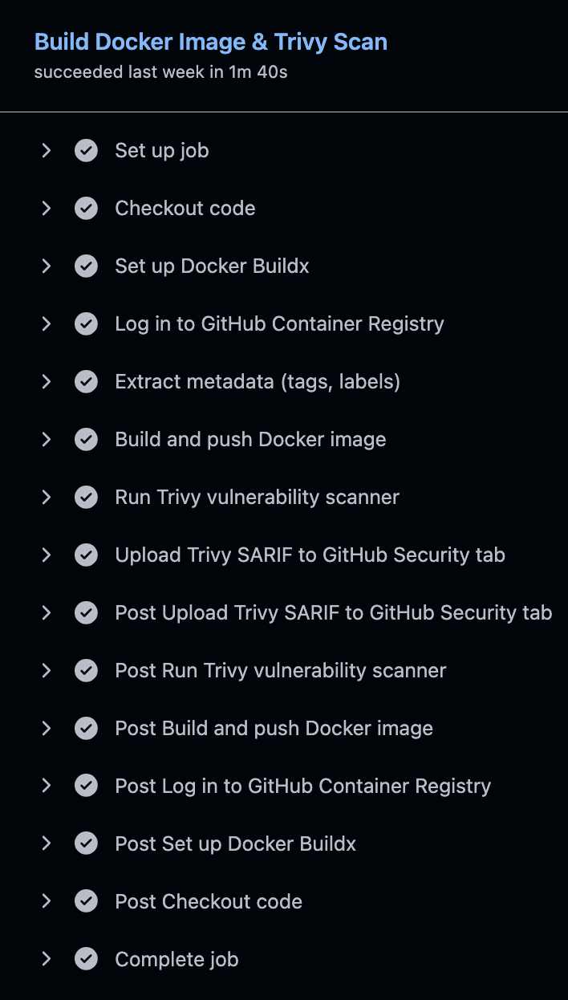 Build Docker Image & Trivy Scan
succeeded last week in 1m 40s
Set up job
Checkout code
Set up Docker Buildx
Log in to GitHub Container Registry
Extract metadata (tags, labels)
Build and push Docker image
Run Trivy vulnerability scanner
Upload Trivy SARIF to GitHub Security tab
Post Upload Trivy SARIF to GitHub Security tab
Post Run Trivy vulnerability scanner
Post Build and push Docker image
Post Log in to GitHub Container Registry
Post Set up Docker Buildx
Post Checkout code
Complete job